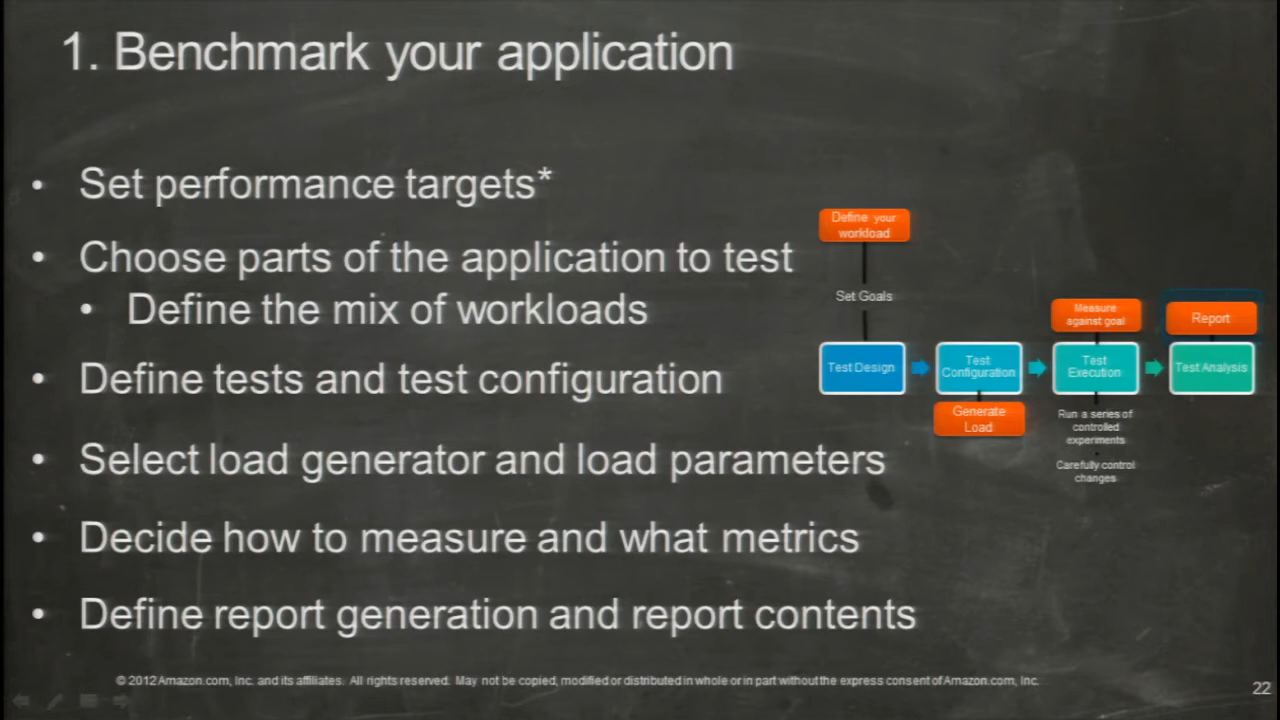 1. Benchmark your application
• Set performance targets*
• Choose parts of the application to test
• Define the mix of workloads
• Define tests and test configuration
• Select load generator and load parameters
• Decide how to measure and what metrics
• Define report generation and report contents
Define your
workload
Set Goals
Test Design
Test
Configuration
Generate
Load
Measure
against goal
Test
Execution
Run a series of
controlled
experiments
Carefully control
changes
Report
Test Analysis
© 2012 Amazon.com, Inc. and its affiliates. All rights reserved. May not be copied, modified or distributed in whole or in part without the express consent of Amazon.com, Inc.
22